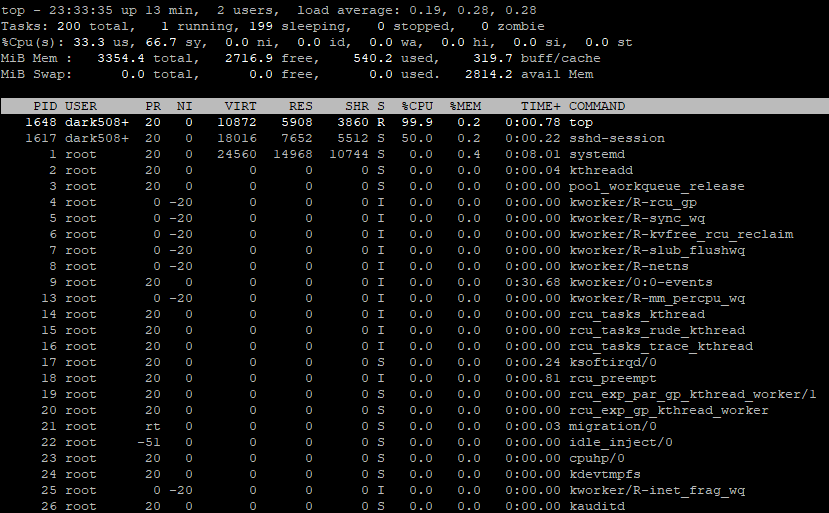 top - 23:33:35 up 13 min,  2 users,  load average: 0.19, 0.28, 0.28
Tasks: 200 total,   1 running, 199 sleeping,   0 stopped,   0 zombie
%Cpu(s): 33.3 us, 66.7 sy,  0.0 ni,  0.0 id,  0.0 wa,  0.0 hi,  0.0 si,  0.0 st
MiB Mem :   3354.4 total,   2716.9 free,    540.2 used,    319.7 buff/cache
MiB Swap:      0.0 total,      0.0 free,      0.0 used.   2814.2 avail Mem
PID USER      PR  NI    VIRT    RES    SHR S  %CPU  %MEM     TIME+ COMMAND
1648 dark508+  20   0   10872   5908   3860 R  99.9   0.2   0:00.78 top
1617 dark508+  20   0   18016   7652   5512 S  50.0   0.2   0:00.22 sshd-session
1 root      20   0   24560  14968  10744 S   0.0   0.4   0:08.01 systemd
2 root      20   0       0      0      0 S   0.0   0.0   0:00.04 kthreadd
3 root      20   0       0      0      0 S   0.0   0.0   0:00.00 pool_workqueue_release
4 root       0 -20       0      0      0 I   0.0   0.0   0:00.00 kworker/R-rcu_gp
5 root       0 -20       0      0      0 I   0.0   0.0   0:00.00 kworker/R-sync_wq
6 root       0 -20       0      0      0 I   0.0   0.0   0:00.00 kworker/R-kvfree_rcu_reclaim
7 root       0 -20       0      0      0 I   0.0   0.0   0:00.00 kworker/R-slub_flushwq
8 root       0 -20       0      0      0 I   0.0   0.0   0:00.00 kworker/R-netns
9 root      20   0       0      0      0 I   0.0   0.0   0:30.68 kworker/0:0-events
13 root       0 -20       0      0      0 I   0.0   0.0   0:00.00 kworker/R-mm_percpu_wq
14 root      20   0       0      0      0 I   0.0   0.0   0:00.00 rcu_tasks_kthread
15 root      20   0       0      0      0 I   0.0   0.0   0:00.00 rcu_tasks_rude_kthread
16 root      20   0       0      0      0 I   0.0   0.0   0:00.00 rcu_tasks_trace_kthread
17 root      20   0       0      0      0 S   0.0   0.0   0:00.24 ksoftirqd/0
18 root      20   0       0      0      0 I   0.0   0.0   0:00.81 rcu_preempt
19 root      20   0       0      0      0 S   0.0   0.0   0:00.00 rcu_exp_par_gp_kthread_worker/1
20 root      20   0       0      0      0 S   0.0   0.0   0:00.00 rcu_exp_gp_kthread_worker
21 root      rt   0       0      0      0 S   0.0   0.0   0:00.03 migration/0
22 root     -51   0       0      0      0 S   0.0   0.0   0:00.00 idle_inject/0
23 root      20   0       0      0      0 S   0.0   0.0   0:00.00 cpuhp/0
24 root      20   0       0      0      0 S   0.0   0.0   0:00.00 kdevtmpfs
25 root       0 -20       0      0      0 I   0.0   0.0   0:00.00 kworker/R-inet_frag_wq
26 root      20   0       0      0      0 S   0.0   0.0   0:00.00 kauditd